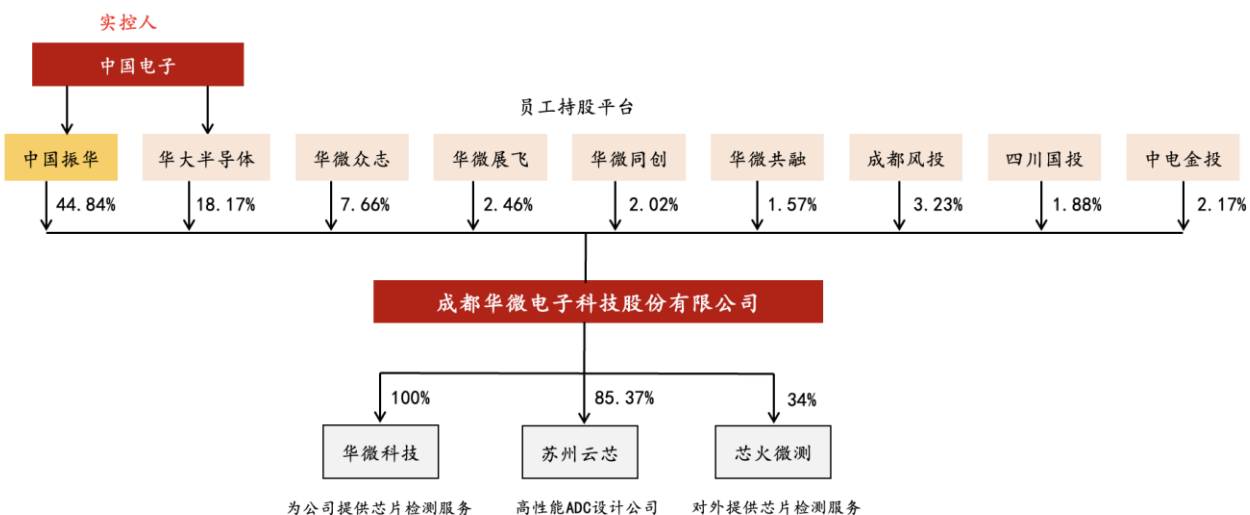 实控人
中国电子
员工持股平台
中国振华 华大半导体 华微众志 华微展飞 华微同创 华微共融 成都风投 四川国投 中电金投
44.84% 18.17% 7.66% 2.46% 2.02% 1.57% 3.23% 1.88% 2.17%
成都华微电子科技股份有限公司
100% 85.37% 34%
华微科技 苏州云芯 芯火微测
为公司提供芯片检测服务 高性能ADC设计公司 对外提供芯片检测服务